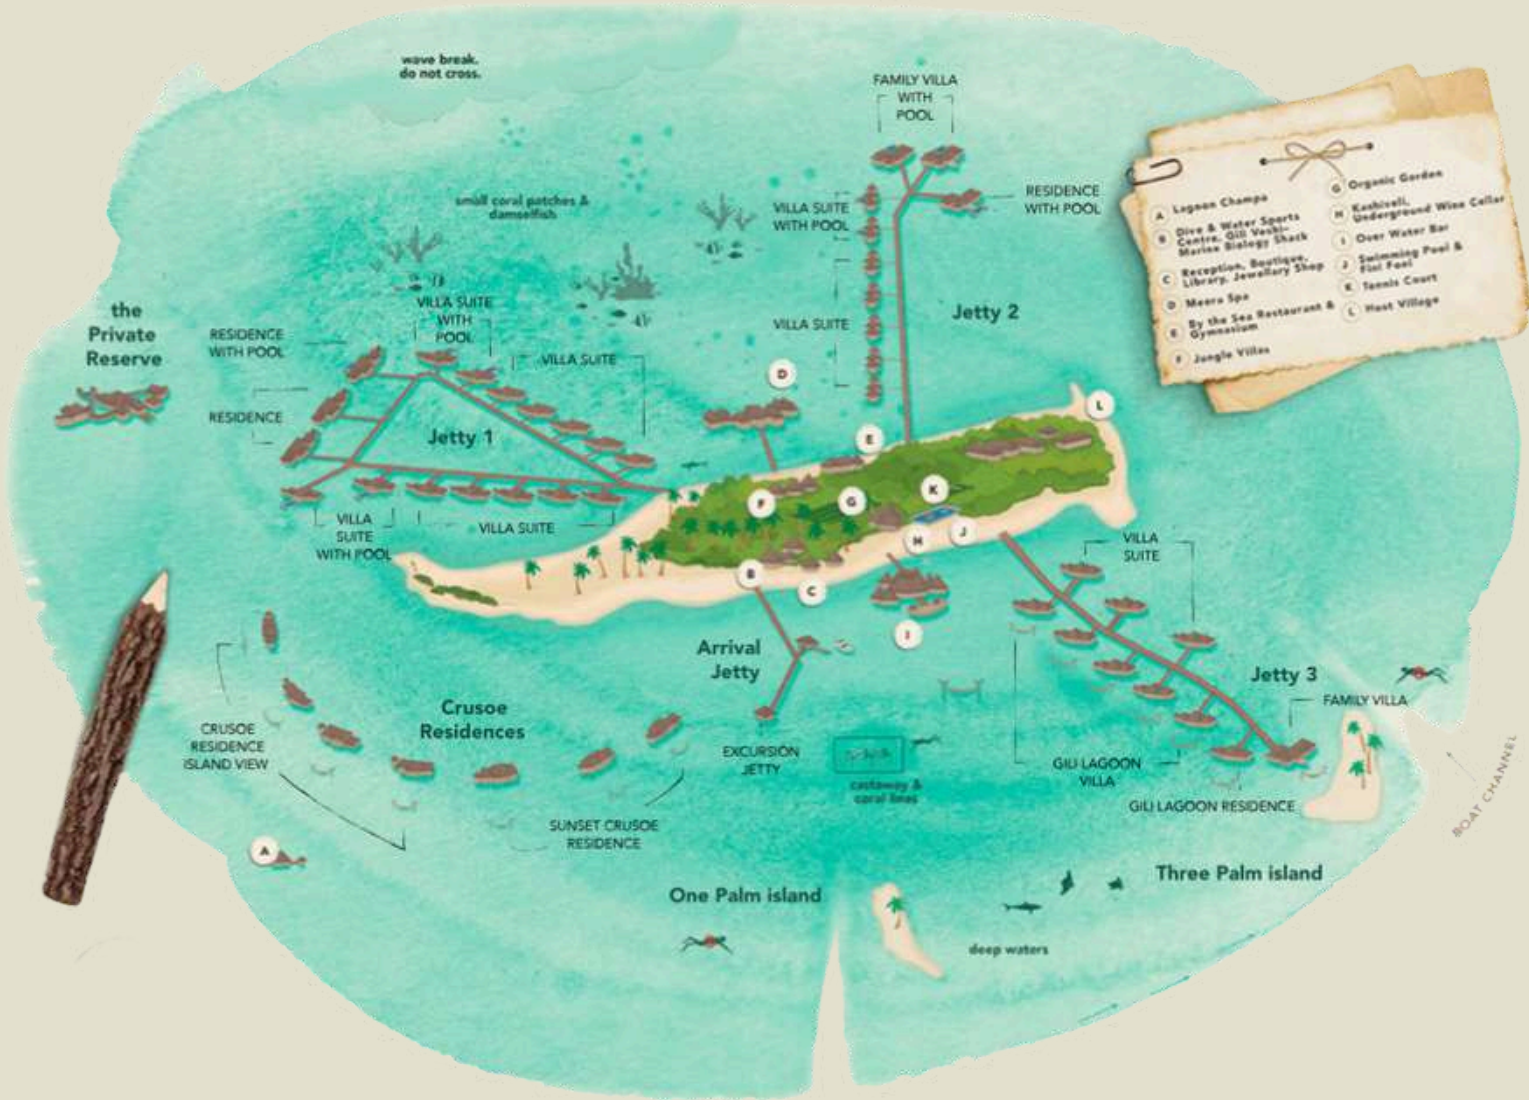 wave break.
do not cross.
FAMILY VILLA
WITH
POOL
small coral patches &
damselfish
VILLA SUITE
WITH POOL
RESIDENCE
WITH POOL
A Lagoon Champa
B Dive & Water Sports
Centre, Gili Veshi-
Marine Biology Shack
C Reception, Boutique,
Library, Jewellery Shop
D Meera Spa
E By the Sea Restaurant &
Gymnasium
F Jungle Villas
G Organic Garden
H Kashiveli,
Underground Wine Cellar
I Over Water Bar
J Swimming Pool &
Fini Foni
K Tennis Court
L Host Village
the
Private
Reserve
RESIDENCE
WITH POOL
VILLA SUITE
WITH
POOL
VILLA SUITE
VILLA SUITE
Jetty 2
RESIDENCE
Jetty 1
D
E
L
F
G
K
H
J
VILLA
SUITE
WITH POOL
VILLA SUITE
B
C
I
VILLA
SUITE
Arrival
Jetty
Jetty 3
FAMILY VILLA
CRUSOE
RESIDENCE
ISLAND VIEW
Crusoe
Residences
EXCURSION
JETTY
castaway &
coral lines
GILI LAGOON
VILLA
GILI LAGOON RESIDENCE
BOAT CHANNEL
SUNSET CRUSOE
RESIDENCE
A
One Palm island
Three Palm island
deep waters